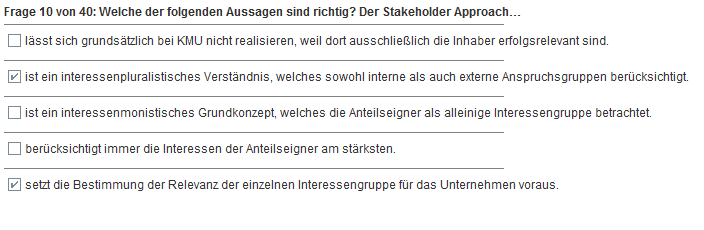 Frage 10 von 40: Welche der folgenden Aussagen sind richtig? Der Stakeholder Approach…
lässt sich grundsätzlich bei KMU nicht realisieren, weil dort ausschließlich die Inhaber erfolgsrelevant sind.
ist ein interessenpluralistisches Verständnis, welches sowohl interne als auch externe Anspruchsgruppen berücksichtigt.
ist ein interessenmonistisches Grundkonzept, welches die Anteilseigner als alleinige Interessengruppe betrachtet.
berücksichtigt immer die Interessen der Anteilseigner am stärksten.
setzt die Bestimmung der Relevanz der einzelnen Interessengruppe für das Unternehmen voraus.